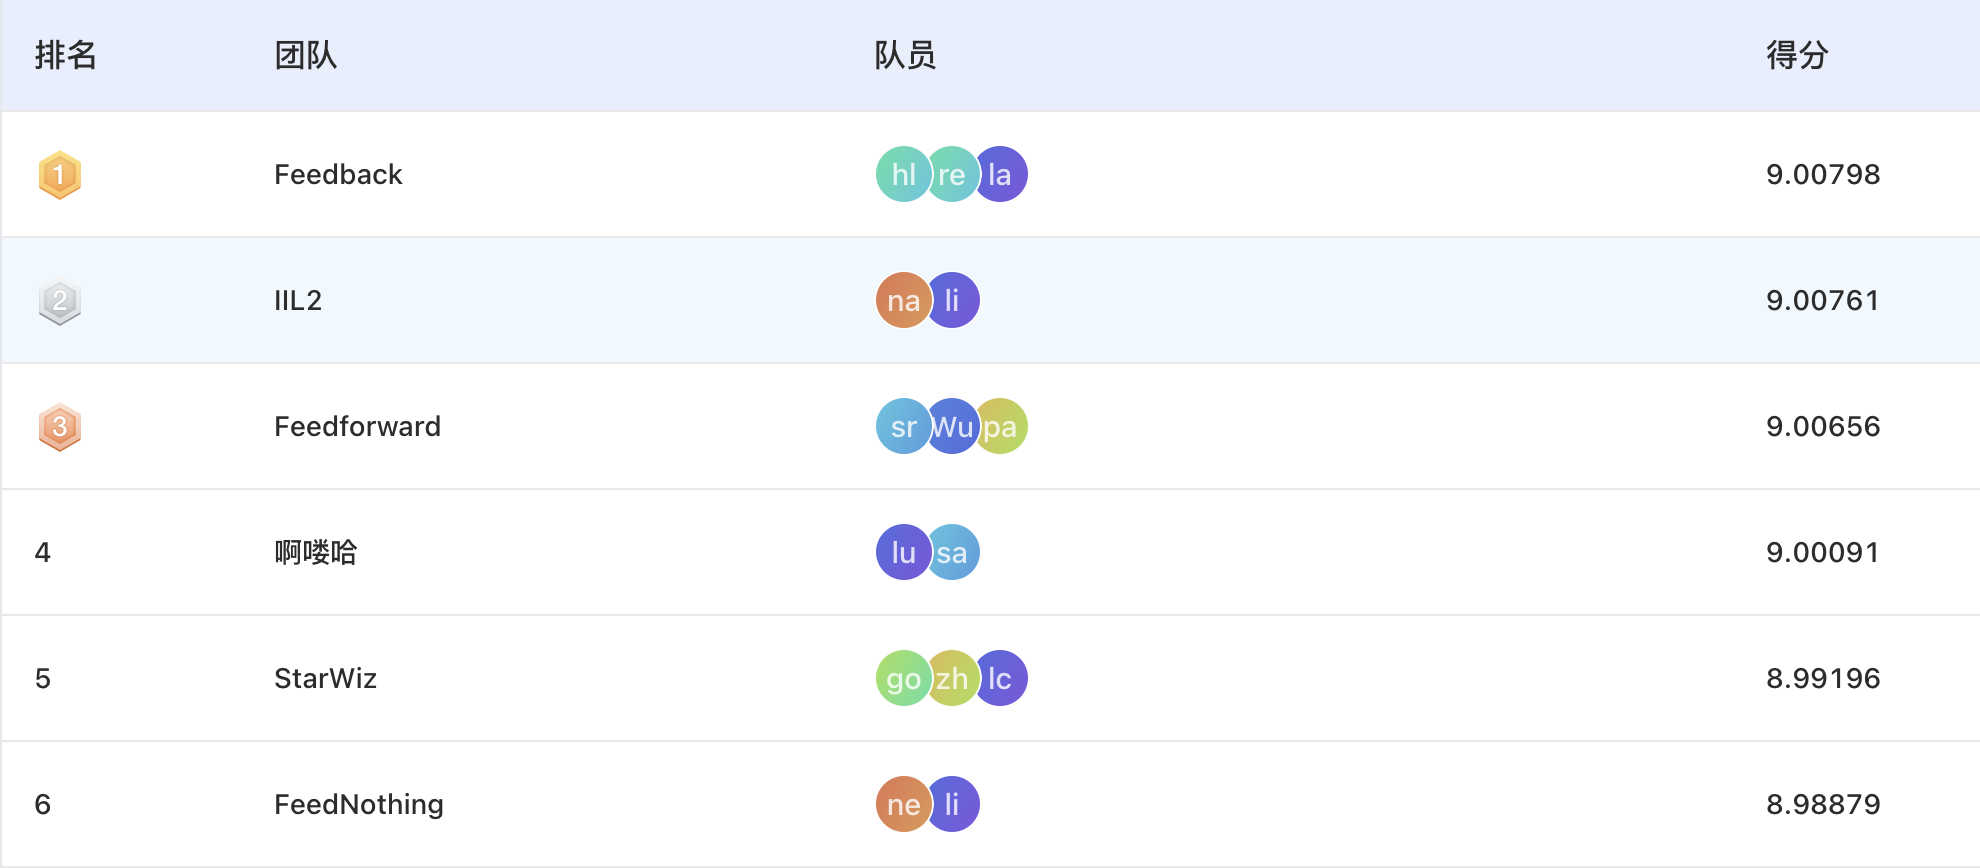 排名 团队 队员 得分
1 Feedback hl re la 9.00798
2 IIL2 na li 9.00761
3 Feedforward sr Wu pa 9.00656
4 啊喽哈 lu sa 9.00091
5 StarWiz go zh lc 8.99196
6 FeedNothing ne li 8.98879